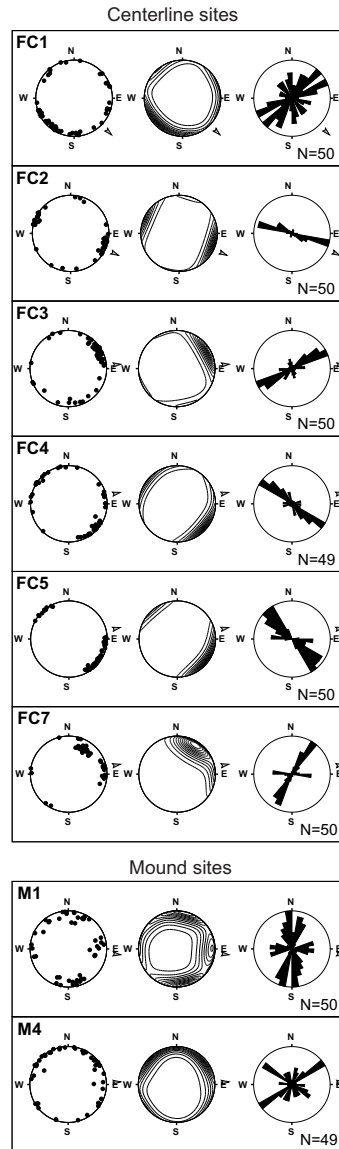 Centerline sites
FC1
N N N
W E W E W E
S S S
N=50
FC2
N N N
W E W E W E
S S S
N=50
FC3
N N N
W E W E W E
S S S
N=50
FC4
N N N
W E W E W E
S S S
N=49
FC5
N N N
W E W E W E
S S S
N=50
FC7
N N N
W E W E W E
S S S
N=50
Mound sites
M1
N N N
W E W E W E
S S S
N=50
M4
N N N
W E W E W E
S S S
N=49